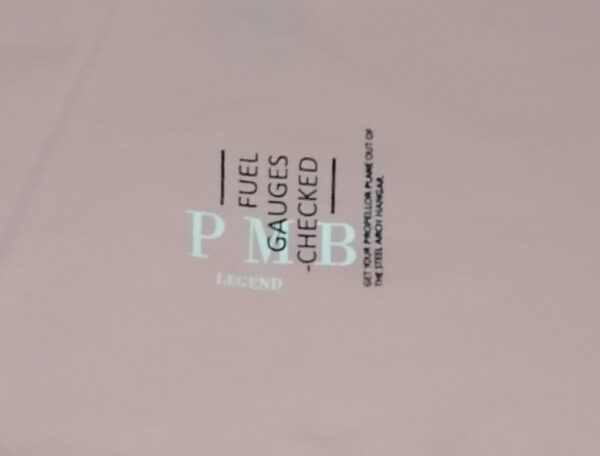 FUEL
GAUGES
-CHECKED
GET YOUR PROPELLOR PLANE OUT OF
THE STEEL ARCH HANGAR.
P M B
LEGEND